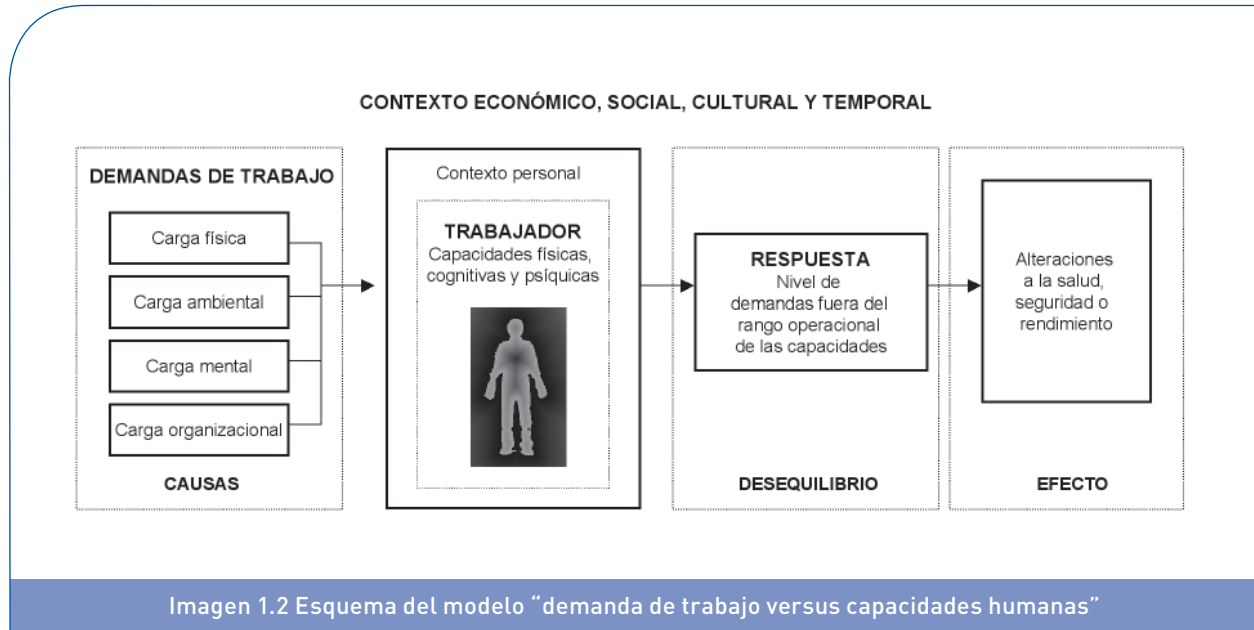 CONTEXTO ECONÓMICO, SOCIAL, CULTURAL Y TEMPORAL
DEMANDAS DE TRABAJO
Carga física
Carga ambiental
Carga mental
Carga organizacional
CAUSAS
Contexto personal
TRABAJADOR
Capacidades físicas,
cognitivas y psíquicas
RESPUESTA
Nivel de
demandas fuera del
rango operacional
de las capacidades
DESEQUILIBRIO
Alteraciones
a la salud,
seguridad o
rendimiento
EFECTO
Imagen 1.2 Esquema del modelo “demanda de trabajo versus capacidades humanas”